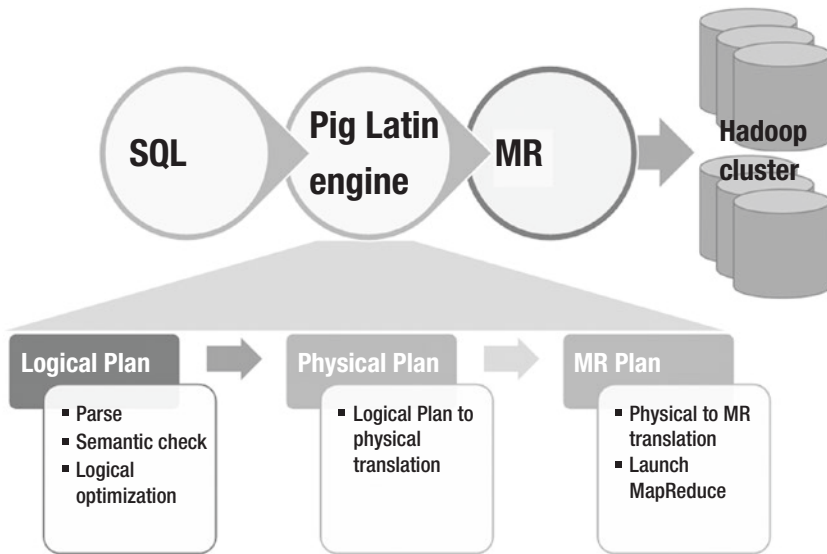 SQL
Pig Latin
engine
MR
Hadoop
cluster
Logical Plan
▪ Parse
▪ Semantic check
▪ Logical
optimization
Physical Plan
▪ Logical Plan to
physical
translation
MR Plan
▪ Physical to MR
translation
▪ Launch
MapReduce